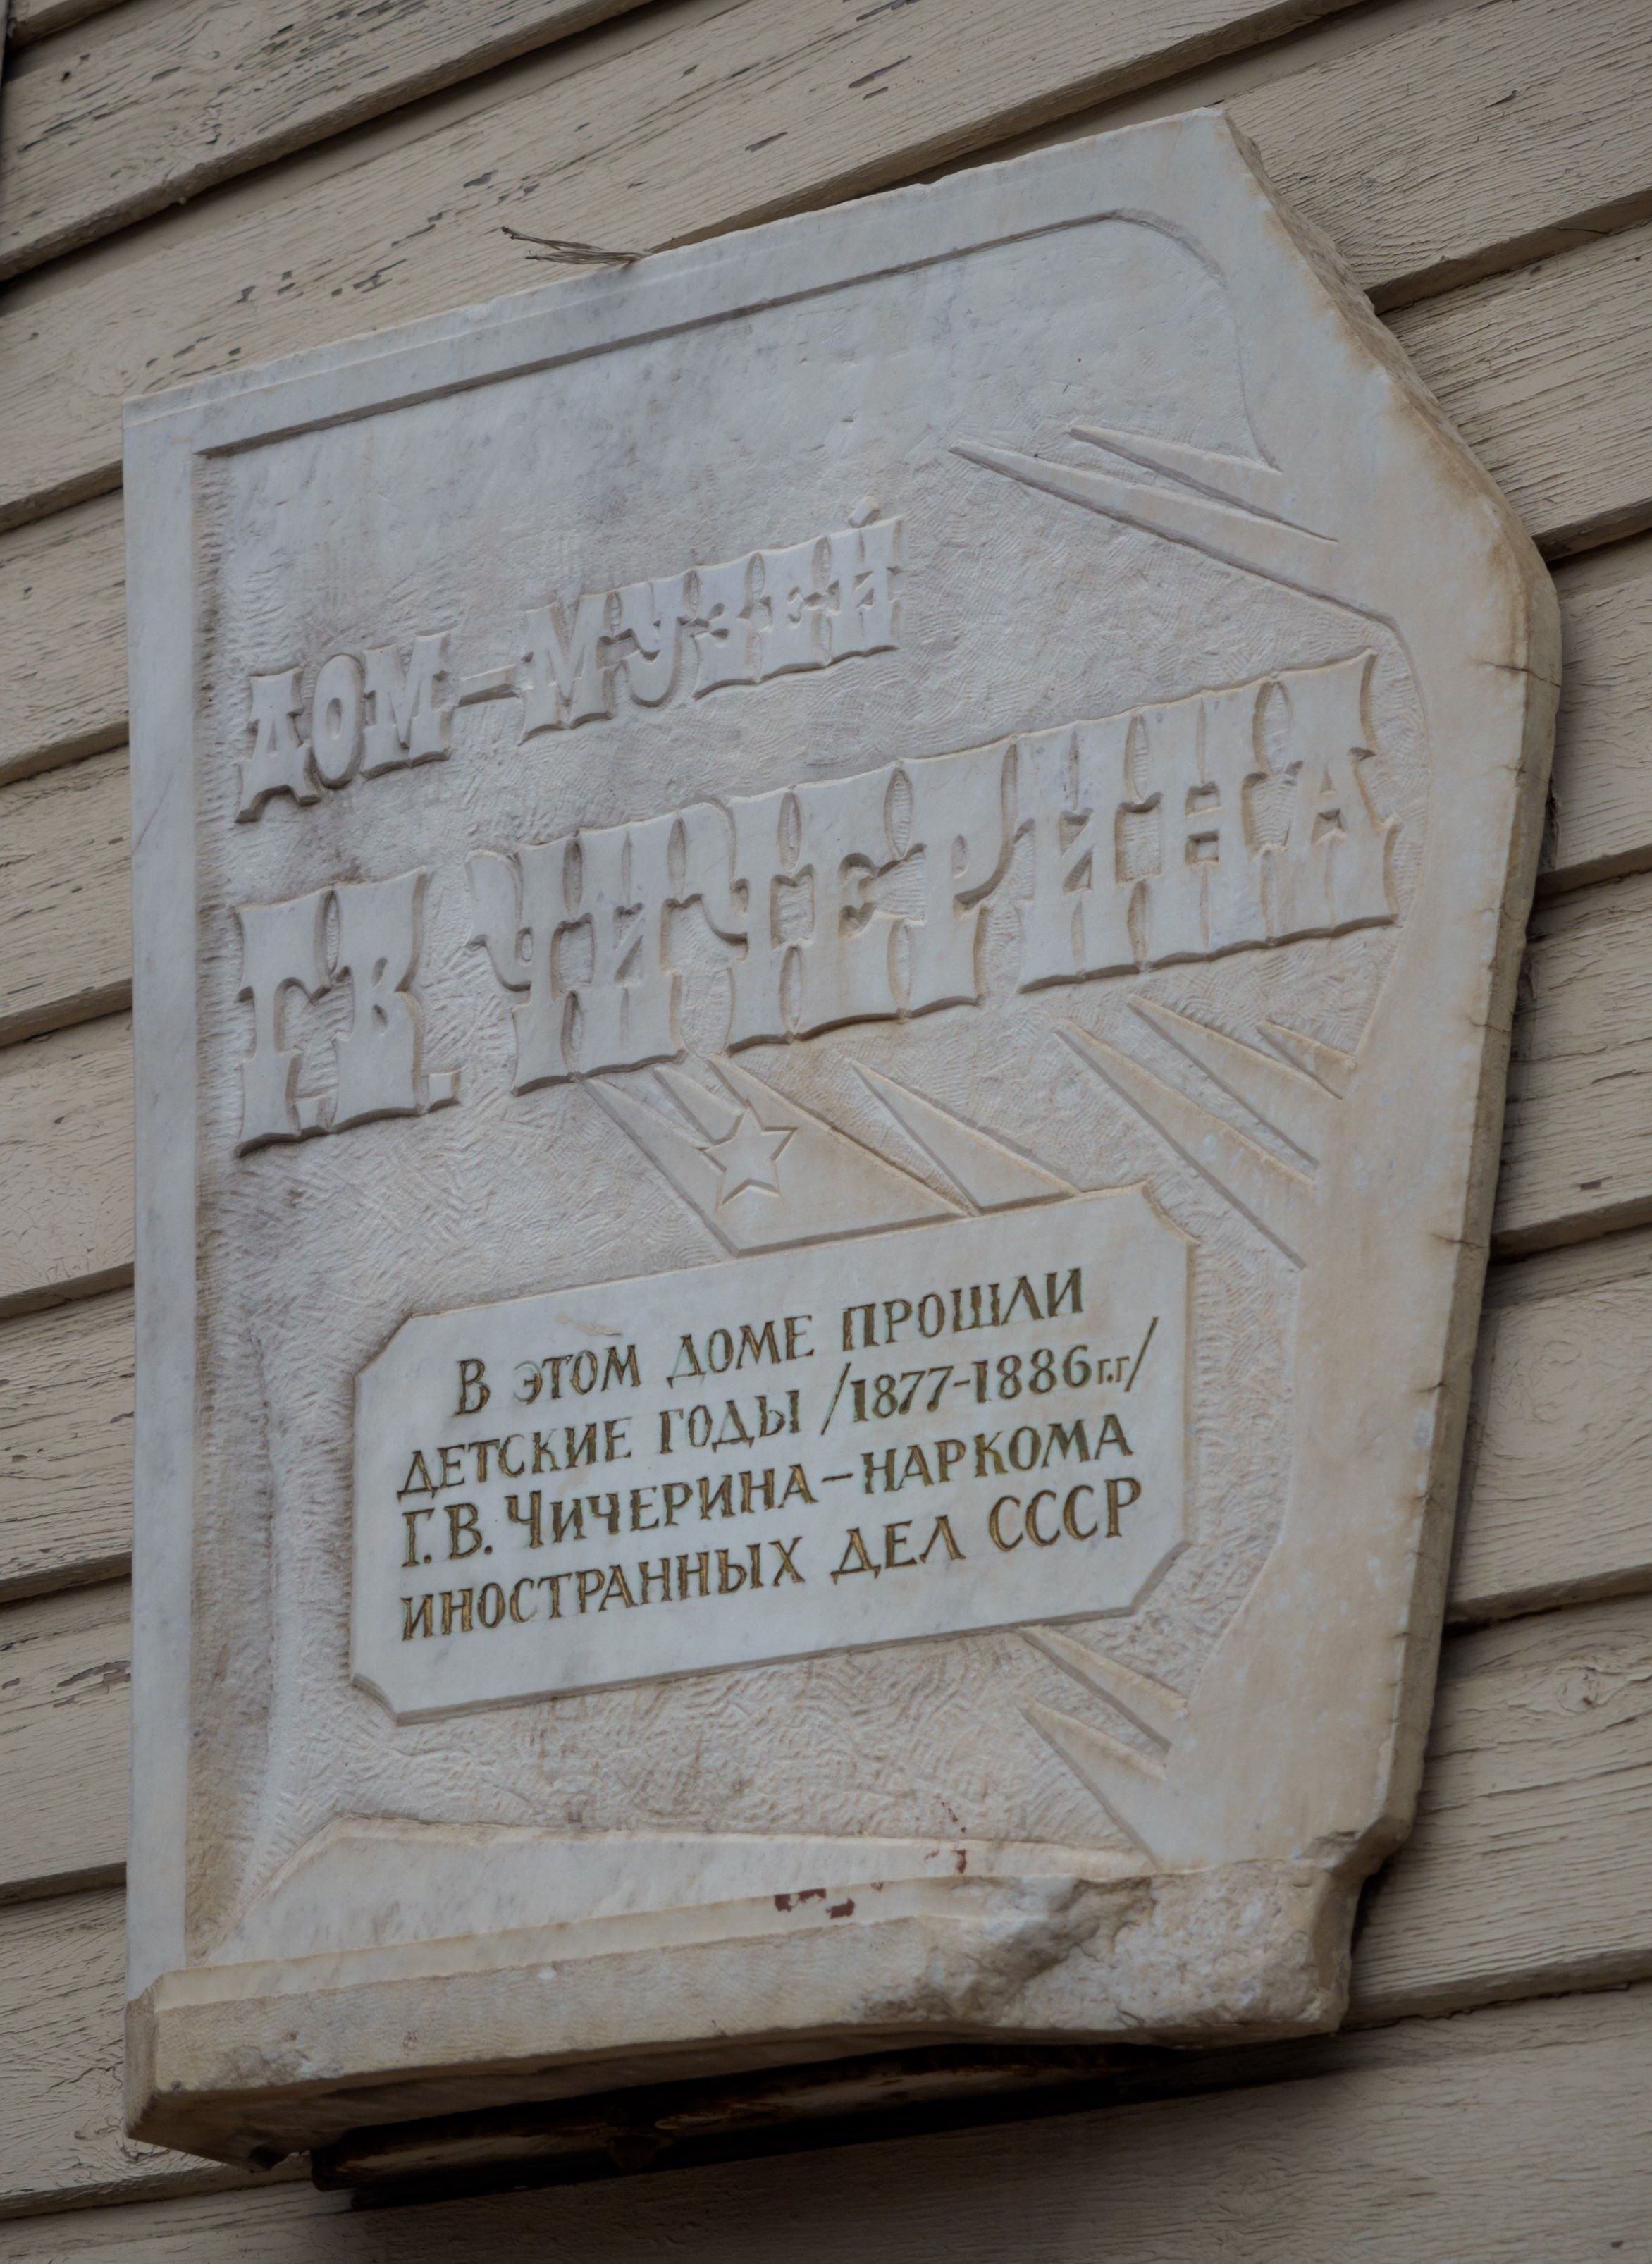 ДОМ-МУЗЕЙ
Г.В. ЧИЧЕРИНА
В ЭТОМ ДОМЕ ПРОШЛИ
ДЕТСКИЕ ГОДЫ /1877-1886г.г/
Г.В. ЧИЧЕРИНА-НАРКОМА
ИНОСТРАННЫХ ДЕЛ СССР